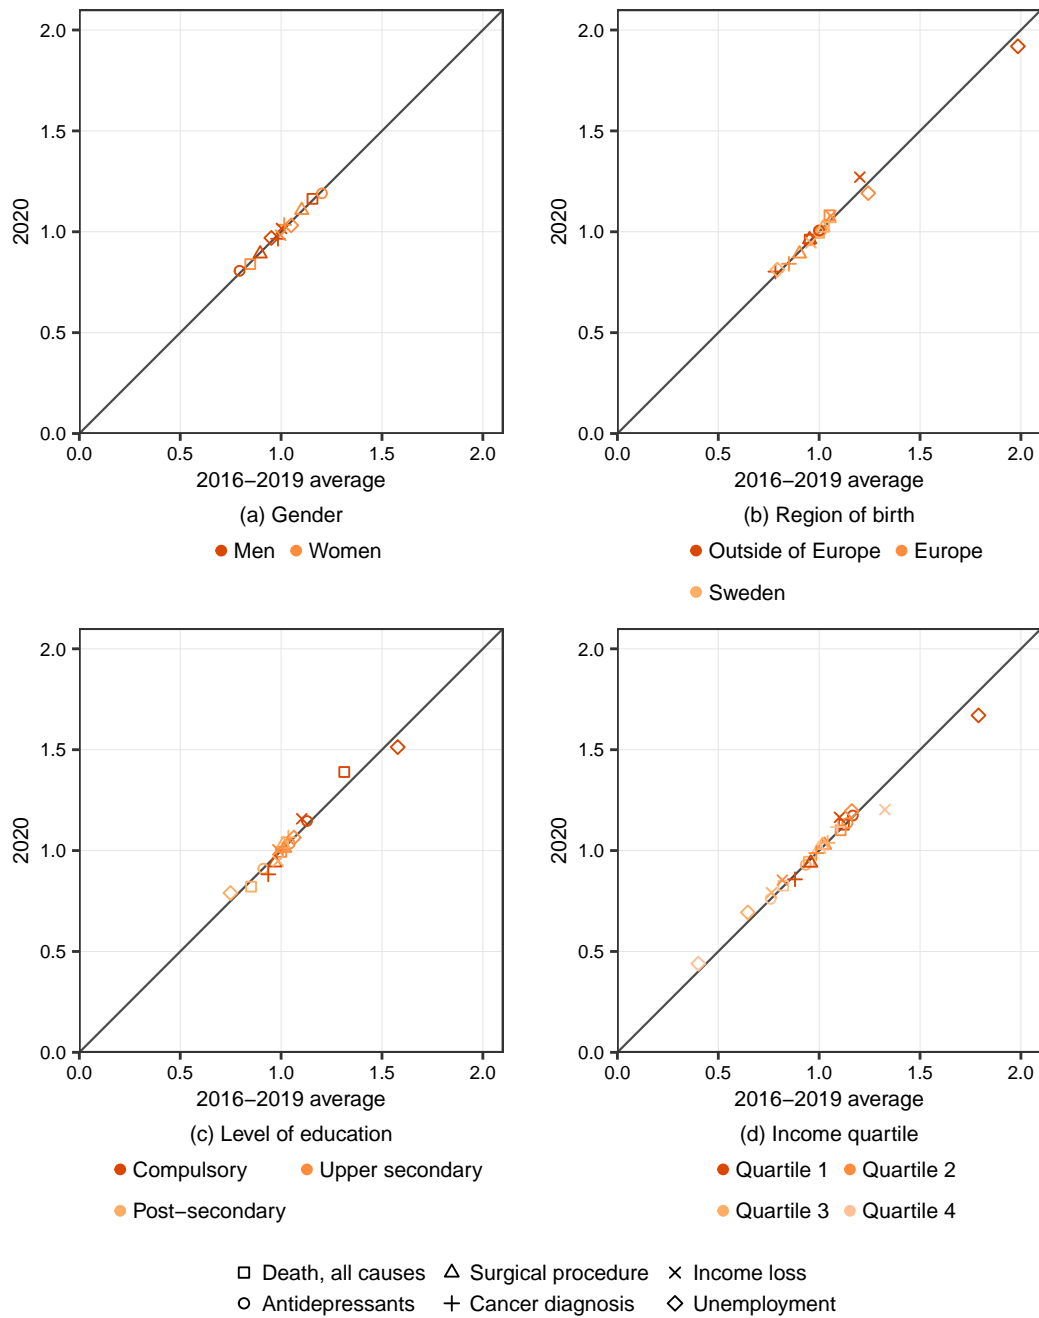 2.0
1.5
1.0
0.5
0.0
2020
0.0 0.5 1.0 1.5 2.0
2016−2019 average
(a) Gender
Men Women
2.0
1.5
1.0
0.5
0.0
2020
0.0 0.5 1.0 1.5 2.0
2016−2019 average
(b) Region of birth
Outside of Europe Europe
Sweden
2.0
1.5
1.0
0.5
0.0
2020
0.0 0.5 1.0 1.5 2.0
2016−2019 average
(c) Level of education
Compulsory Upper secondary
Post−secondary
2.0
1.5
1.0
0.5
0.0
2020
0.0 0.5 1.0 1.5 2.0
2016−2019 average
(d) Income quartile
Quartile 1 Quartile 2
Quartile 3 Quartile 4
Death, all causes Surgical procedure Income loss
Antidepressants Cancer diagnosis Unemployment